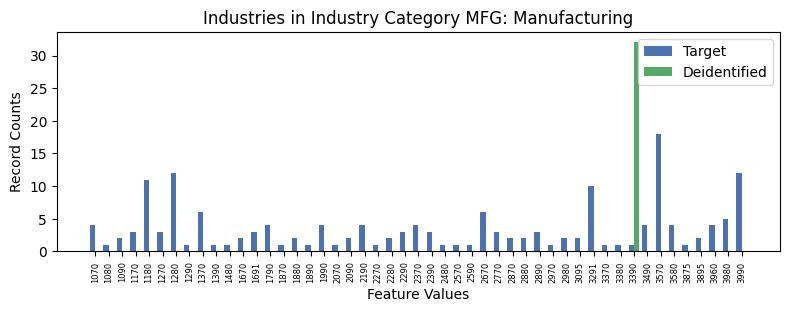 Industries in Industry Category MFG: Manufacturing
Record Counts
30
25
20
15
10
5
0
Target
Deidentified
1070 1080 1090 1170 1180 1270 1280 1290 1370 1390 1480 1670 1691 1790 1870 1880 1890 1990 2070 2090 2190 2270 2280 2290 2370 2390 2480 2570 2590 2670 2770 2870 2880 2890 2970 2980 3095 3291 3370 3380 3390 3490 3570 3580 3875 3895 3960 3980 3990
Feature Values